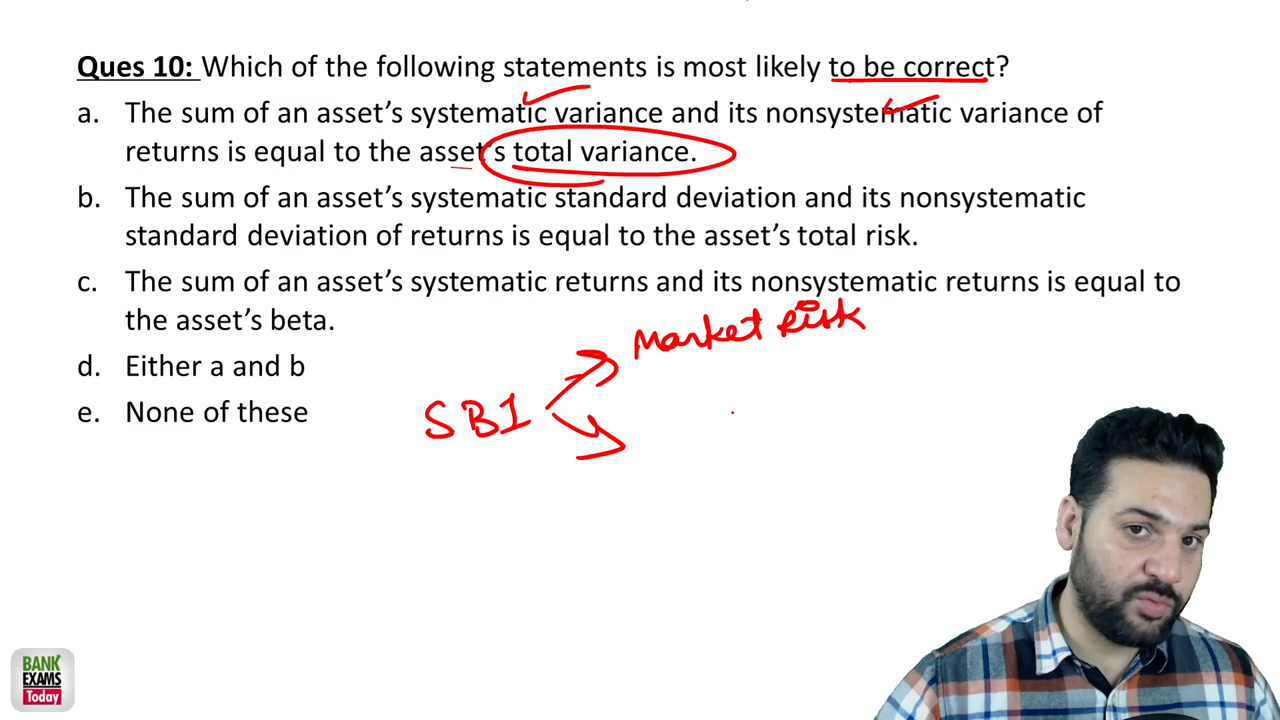 Ques 10: Which of the following statements is most likely to be correct?
a. The sum of an asset's systematic variance and its nonsystematic variance of
returns is equal to the asset's total variance.
b. The sum of an asset's systematic standard deviation and its nonsystematic
standard deviation of returns is equal to the asset's total risk.
c. The sum of an asset's systematic returns and its nonsystematic returns is equal to
the asset's beta.
d. Either a and b
e. None of these
Market Risk
SBI
BANK
EXAMS
Today